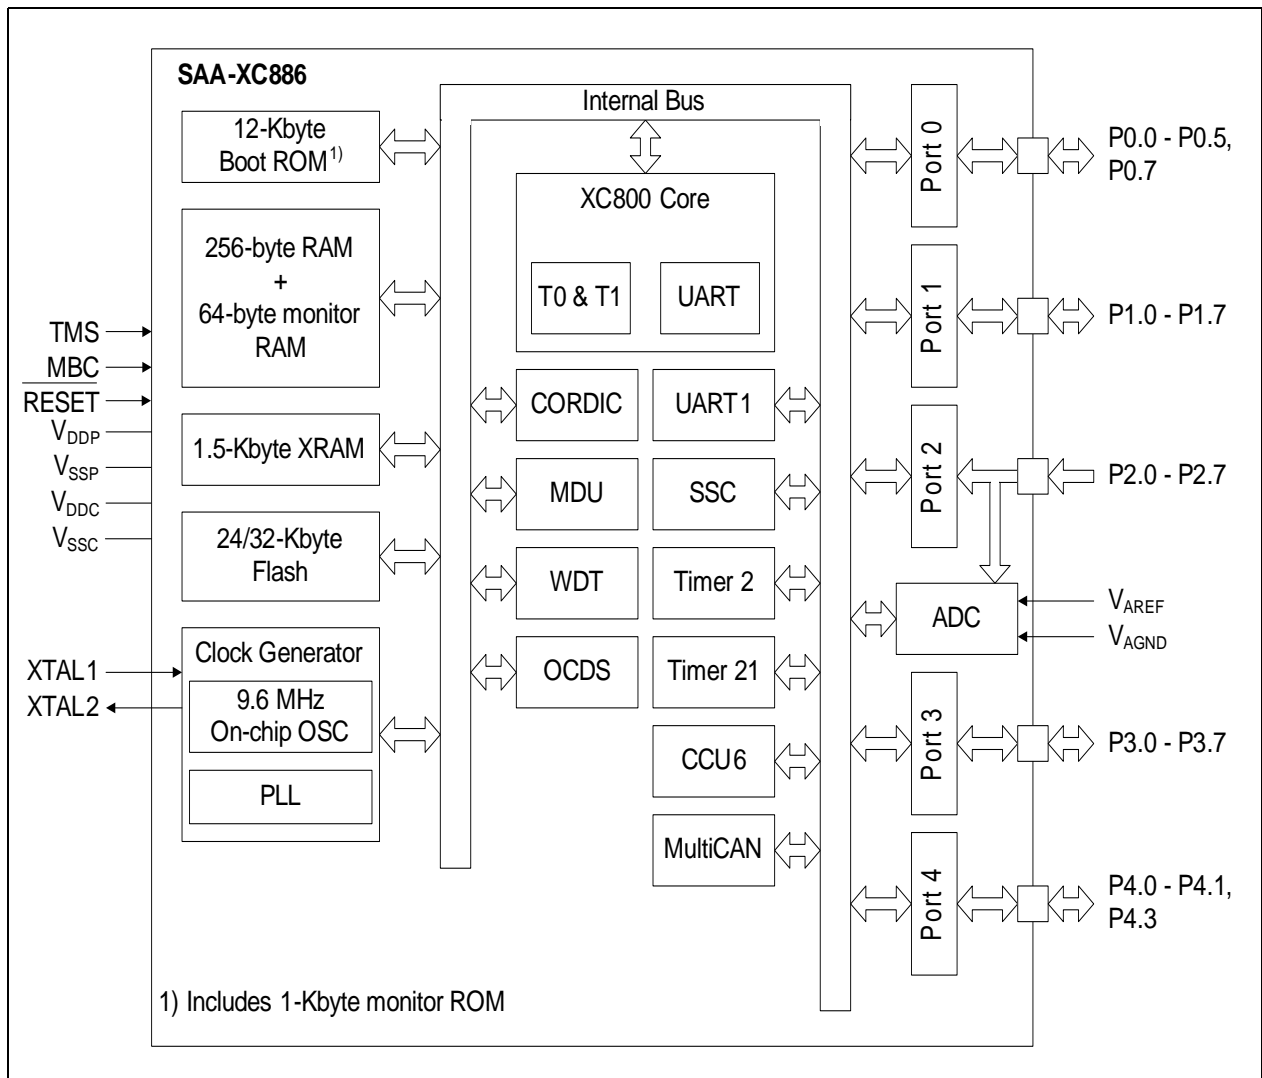 SAA-XC886
Internal Bus
12-Kbyte
Boot ROM1)
256-byte RAM
+
64-byte monitor
RAM
1.5-Kbyte XRAM
24/32-Kbyte
Flash
Clock Generator
9.6 MHz
On-chip OSC
PLL
TMS
MBC
RESET
VDDP
VSSP
VDDC
VSSC
XTAL1
XTAL2
XC800 Core
T0 & T1
UART
CORDIC
UART1
MDU
SSC
WDT
Timer 2
OCDS
Timer 21
CCU6
MultiCAN
Port 0
P0.0 - P0.5,
P0.7
Port 1
P1.0 - P1.7
Port 2
P2.0 - P2.7
ADC
VAREF
VAGND
Port 3
P3.0 - P3.7
Port 4
P4.0 - P4.1,
P4.3
1) Includes 1-Kbyte monitor ROM